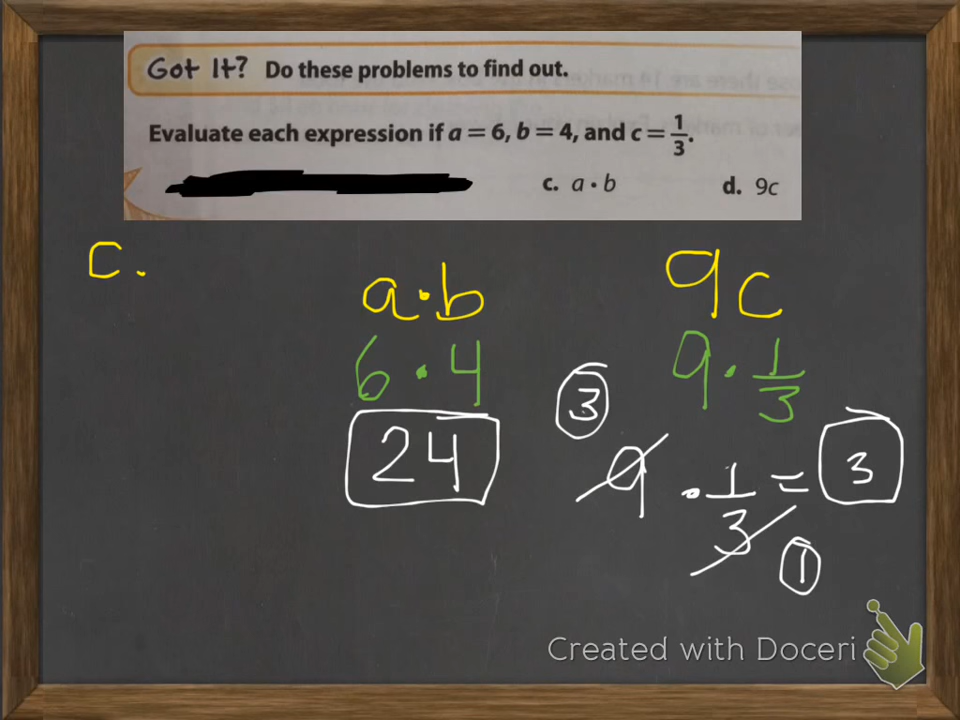 Got It? Do these problems to find out.
Evaluate each expression if a = 6, b = 4, and c = 1/3.
c. a · b d. 9c
c.
a·b
6 · 4
24
9c
9 · 1/3
3
9 · 1/3 = 3
1
Created with Doceri